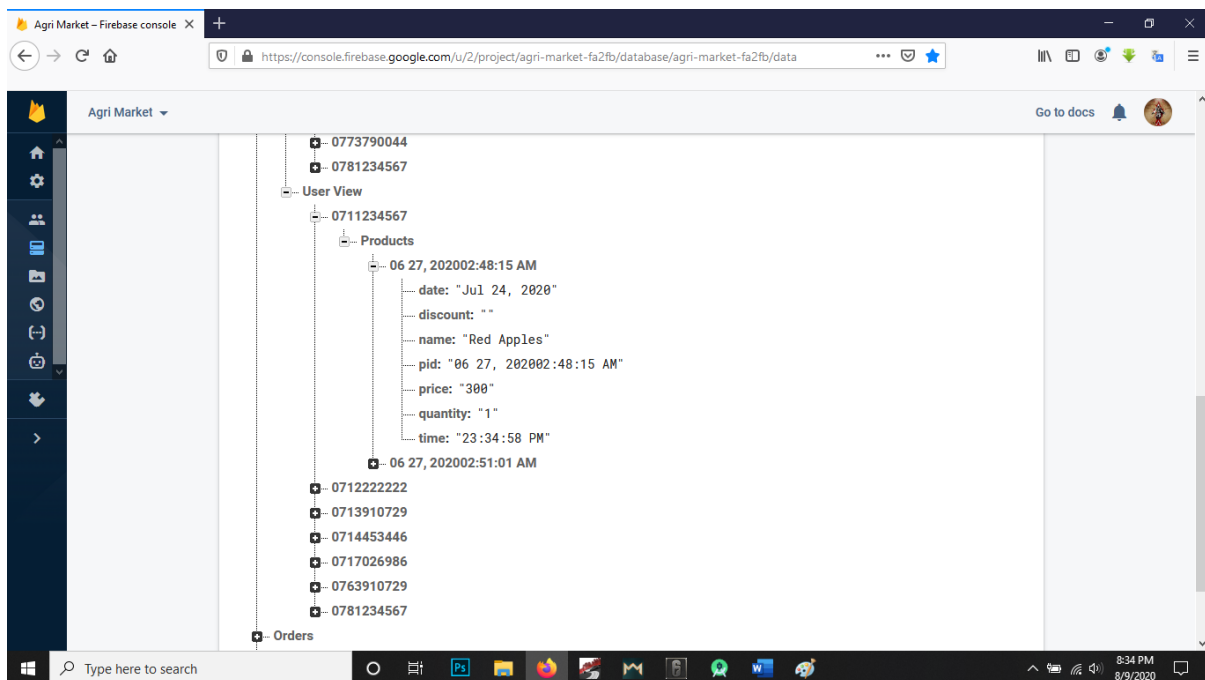 Agri Market – Firebase console
https://console.firebase.google.com/u/2/project/agri-market-fa2fb/database/agri-market-fa2fb/data
Agri Market
Go to docs
0773790044
0781234567
User View
0711234567
Products
06 27, 202002:48:15 AM
date: "Jul 24, 2020"
discount: ""
name: "Red Apples"
pid: "06 27, 202002:48:15 AM"
price: "300"
quantity: "1"
time: "23:34:58 PM"
06 27, 202002:51:01 AM
0712222222
0713910729
0714453446
0717026986
0763910729
0781234567
Orders
Type here to search
Ps
W
8:34 PM
8/9/2020